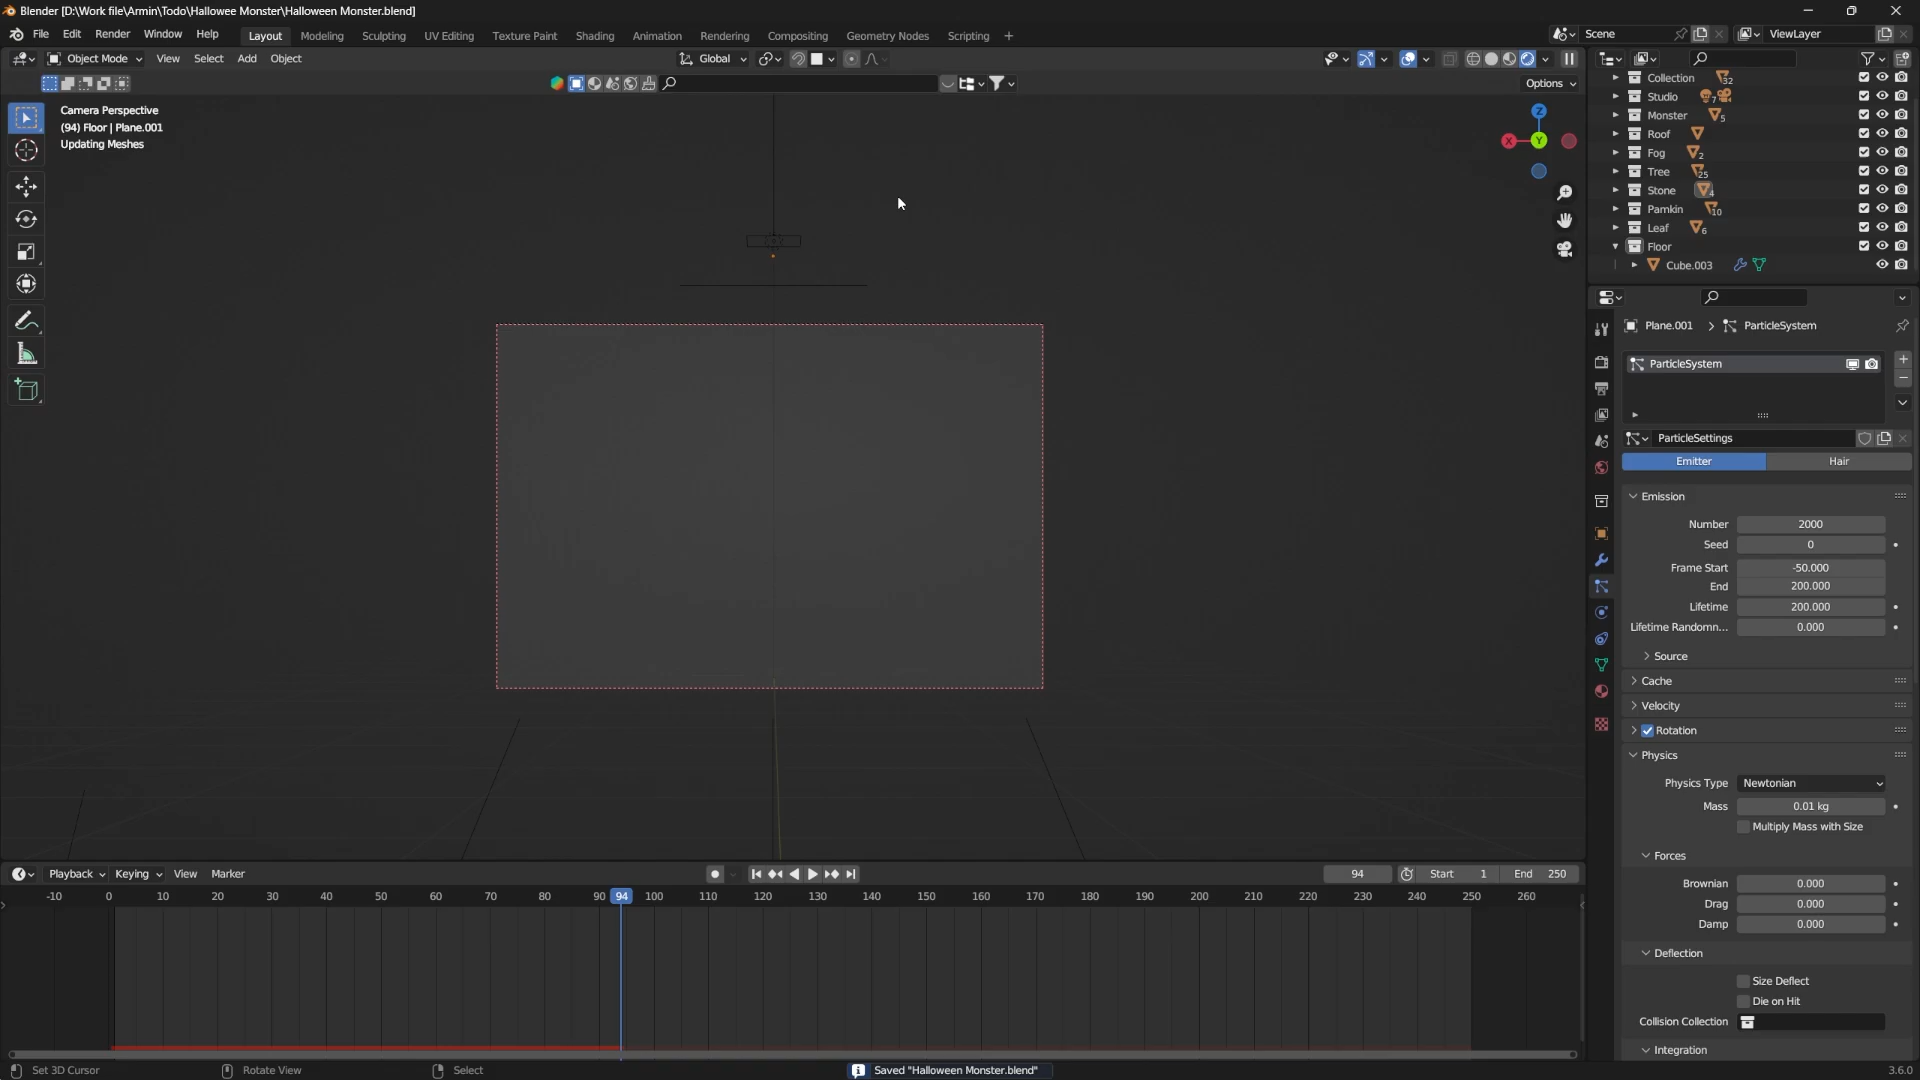 Blender [D:\Work file\Armin\Todo\Hallowee Monster\Halloween Monster.blend]
File Edit Render Window Help
Layout Modeling Sculpting UV Editing Texture Paint Shading Animation Rendering Compositing Geometry Nodes Scripting +
Scene
ViewLayer
Object Mode View Select Add Object
Global
Options
Camera Perspective
(94) Floor | Plane.001
Updating Meshes
Z
X
Y
Collection 32
Studio 7
Monster 5
Roof
Fog 2
Tree 25
Stone 4
Pamkin 10
Leaf 6
Floor
Cube.003
Plane.001 > ParticleSystem
ParticleSystem
ParticleSettings
Emitter Hair
Emission
Number 2000
Seed 0
Frame Start -50.000
End 200.000
Lifetime 200.000
Lifetime Randomn... 0.000
Source
Cache
Velocity
Rotation
Physics
Physics Type Newtonian
Mass 0.01 kg
Multiply Mass with Size
Forces
Brownian 0.000
Drag 0.000
Damp 0.000
Deflection
Size Deflect
Die on Hit
Collision Collection
Integration
Playback Keying View Marker
94 Start 1 End 250
-10 0 10 20 30 40 50 60 70 80 90 94 100 110 120 130 140 150 160 170 180 190 200 210 220 230 240 250 260
Set 3D Cursor Rotate View Select
Saved "Halloween Monster.blend"
3.6.0